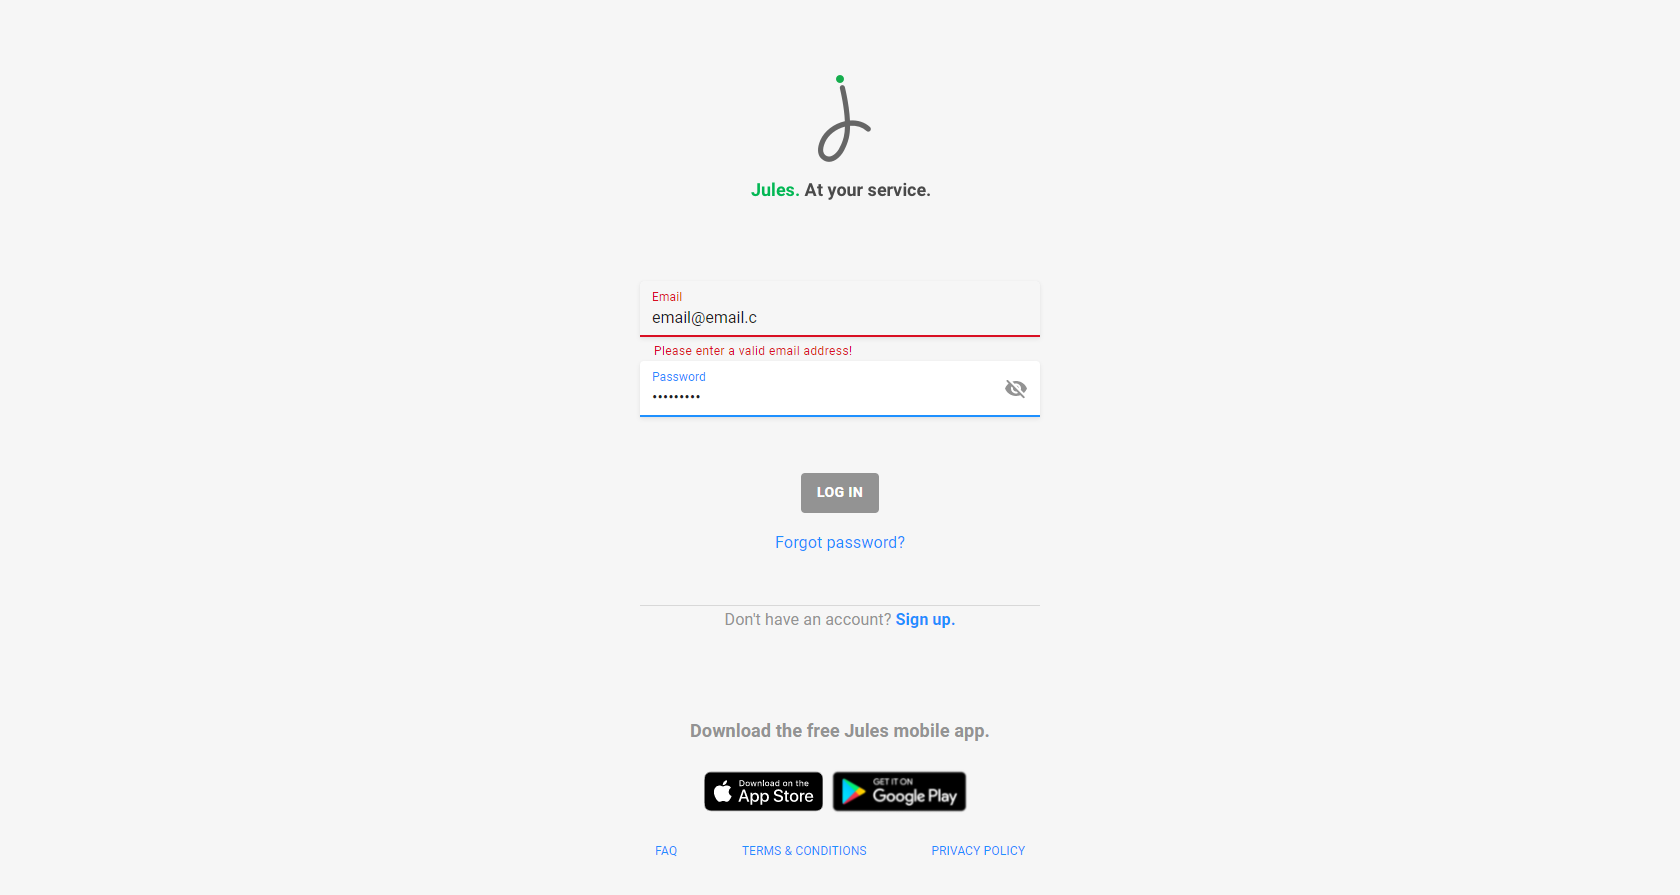 Jules. At your service.
Email
email@email.c
Please enter a valid email address!
Password
•••••••••
LOG IN
Forgot password?
Don't have an account? Sign up.
Download the free Jules mobile app.
Download on the
App Store
GET IT ON
Google Play
FAQ
TERMS & CONDITIONS
PRIVACY POLICY